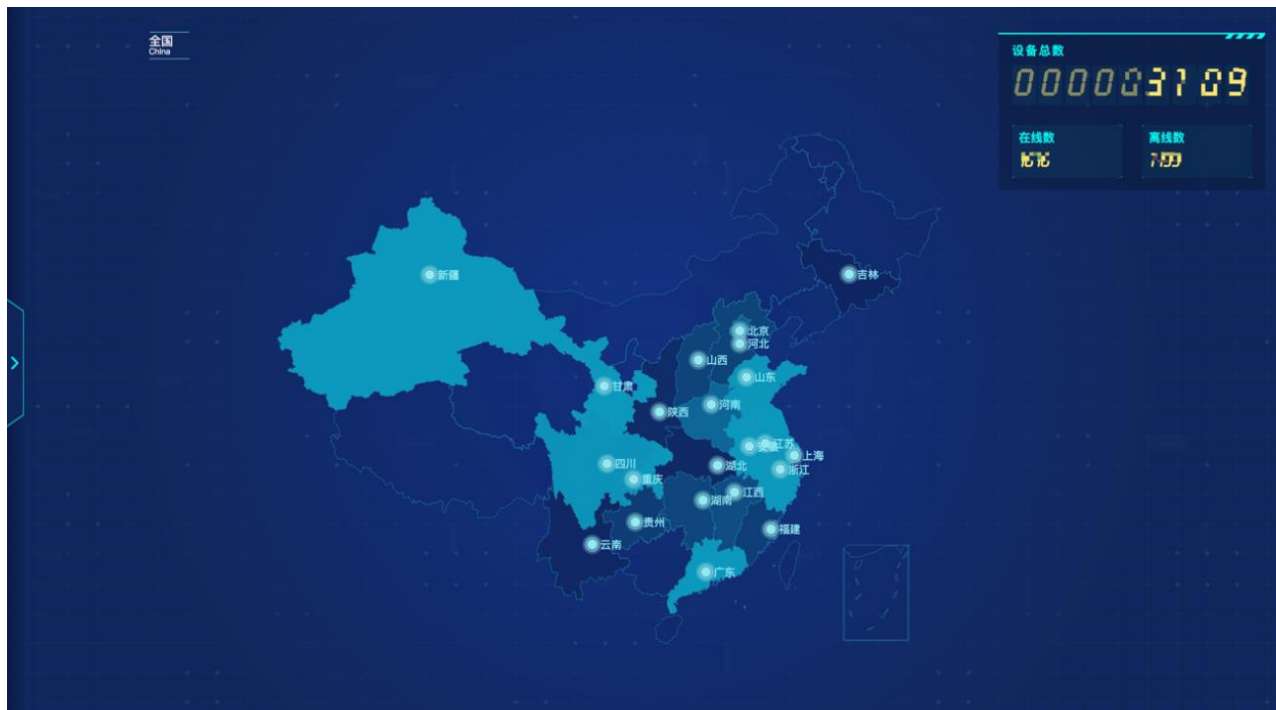 全国
China
设备总数
在线数
离线数
新疆
吉林
北京
河北
山西
山东
甘肃
河南
陕西
江苏
安徽
上海
四川
湖北
浙江
重庆
江西
湖南
贵州
福建
云南
广东